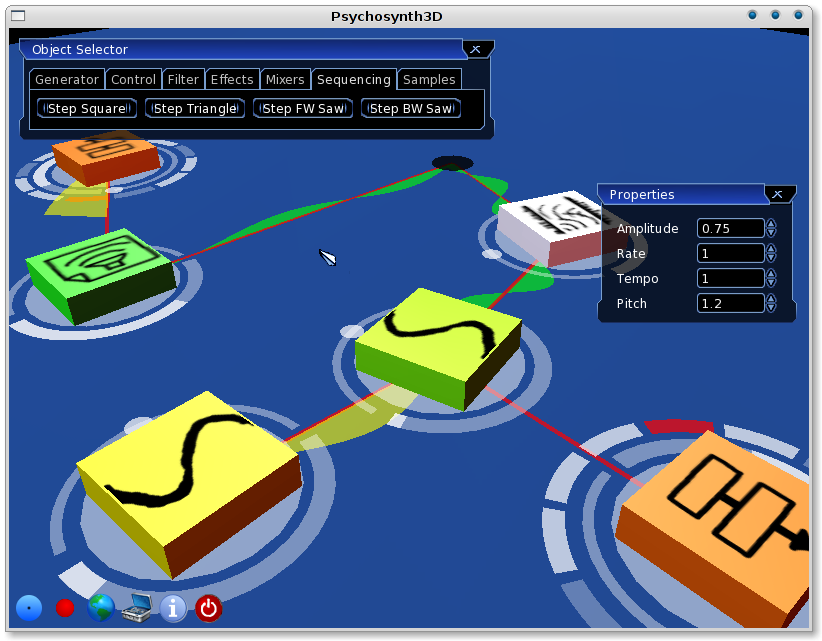 Psychosynth3D
Object Selector
Generator Control Filter Effects Mixers Sequencing Samples
Step Square Step Triangle Step FW Saw Step BW Saw
Properties
Amplitude 0.75
Rate 1
Tempo 1
Pitch 1.2